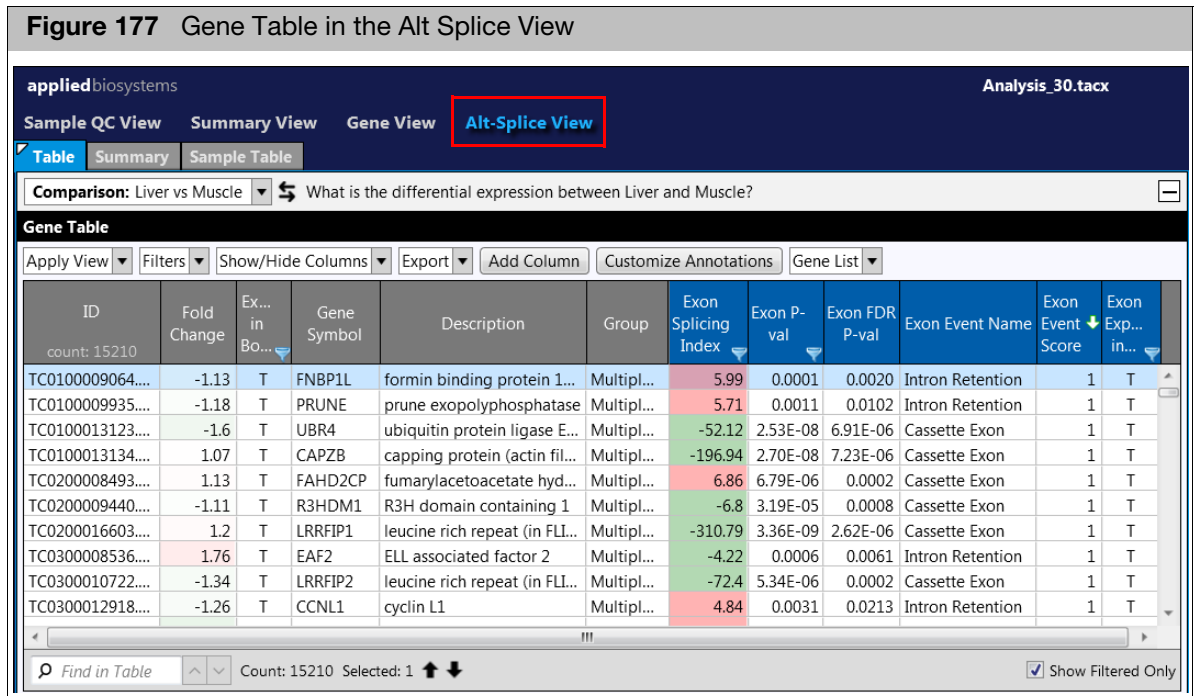 Figure 177 Gene Table in the Alt Splice View
appliedbiosystems Analysis_30.tacx
Sample QC View Summary View Gene View Alt-Splice View
Table Summary Sample Table
Comparison: Liver vs Muscle What is the differential expression between Liver and Muscle?
Gene Table
Apply View Filters Show/Hide Columns Export Add Column Customize Annotations Gene List
ID count: 15210 Fold Change Ex... in Bo... Gene Symbol Description Group Exon Splicing Index Exon P-val Exon FDR P-val Exon Event Name Exon Event Score Exon Exp... in...
TC0100009064.... -1.13 T FNBP1L formin binding protein 1... Multipl... 5.99 0.0001 0.0020 Intron Retention 1 T
TC0100009935.... -1.18 T PRUNE prune exopolyphosphatase Multipl... 5.71 0.0011 0.0102 Intron Retention 1 T
TC0100013123.... -1.6 T UBR4 ubiquitin protein ligase E... Multipl... -52.12 2.53E-08 6.91E-06 Cassette Exon 1 T
TC0100013134.... 1.07 T CAPZB capping protein (actin fil... Multipl... -196.94 2.70E-08 7.23E-06 Cassette Exon 1 T
TC0200008493.... 1.13 T FAHD2CP fumarylacetoacetate hyd... Multipl... 6.86 6.79E-06 0.0002 Cassette Exon 1 T
TC0200009440.... -1.11 T R3HDM1 R3H domain containing 1 Multipl... -6.8 3.19E-05 0.0008 Cassette Exon 1 T
TC0200016603.... 1.2 T LRRFIP1 leucine rich repeat (in FLI... Multipl... -310.79 3.36E-09 2.62E-06 Cassette Exon 1 T
TC0300008536.... 1.76 T EAF2 ELL associated factor 2 Multipl... -4.22 0.0006 0.0061 Intron Retention 1 T
TC0300010722.... -1.34 T LRRFIP2 leucine rich repeat (in FLI... Multipl... -72.4 5.34E-06 0.0002 Cassette Exon 1 T
TC0300012918.... -1.26 T CCNL1 cyclin L1 Multipl... 4.84 0.0031 0.0213 Intron Retention 1 T
Find in Table Count: 15210 Selected: 1 Show Filtered Only